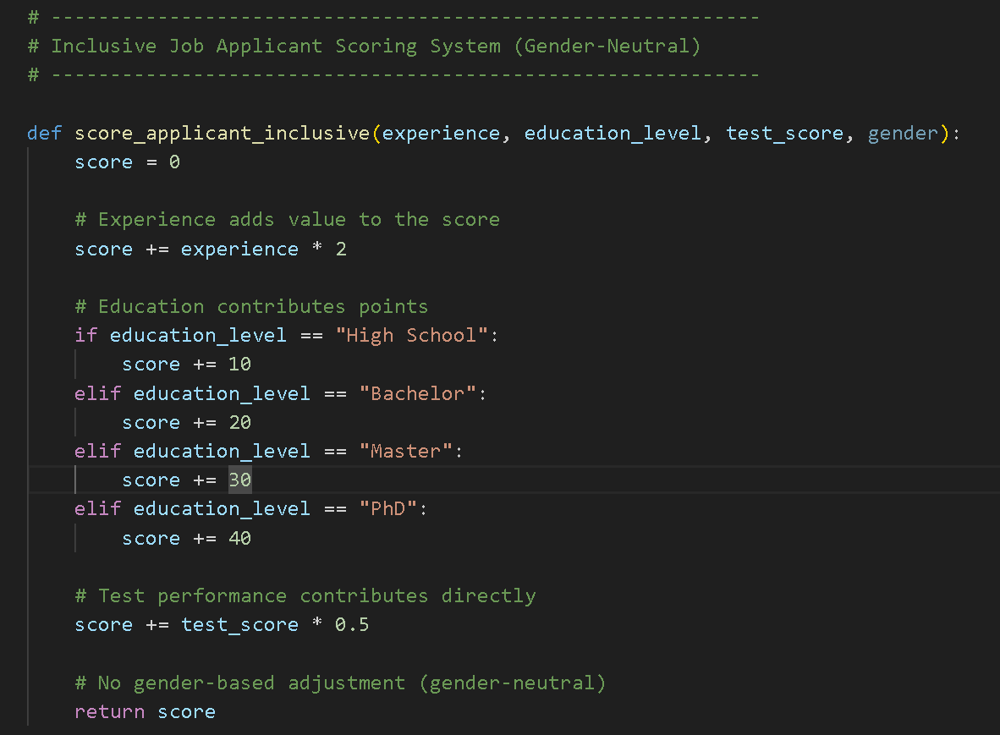 # ------------------------------------------------------------
# Inclusive Job Applicant Scoring System (Gender-Neutral)
# ------------------------------------------------------------
def score_applicant_inclusive(experience, education_level, test_score, gender):
score = 0
# Experience adds value to the score
score += experience * 2
# Education contributes points
if education_level == "High School":
score += 10
elif education_level == "Bachelor":
score += 20
elif education_level == "Master":
score += 30
elif education_level == "PhD":
score += 40
# Test performance contributes directly
score += test_score * 0.5
# No gender-based adjustment (gender-neutral)
return score